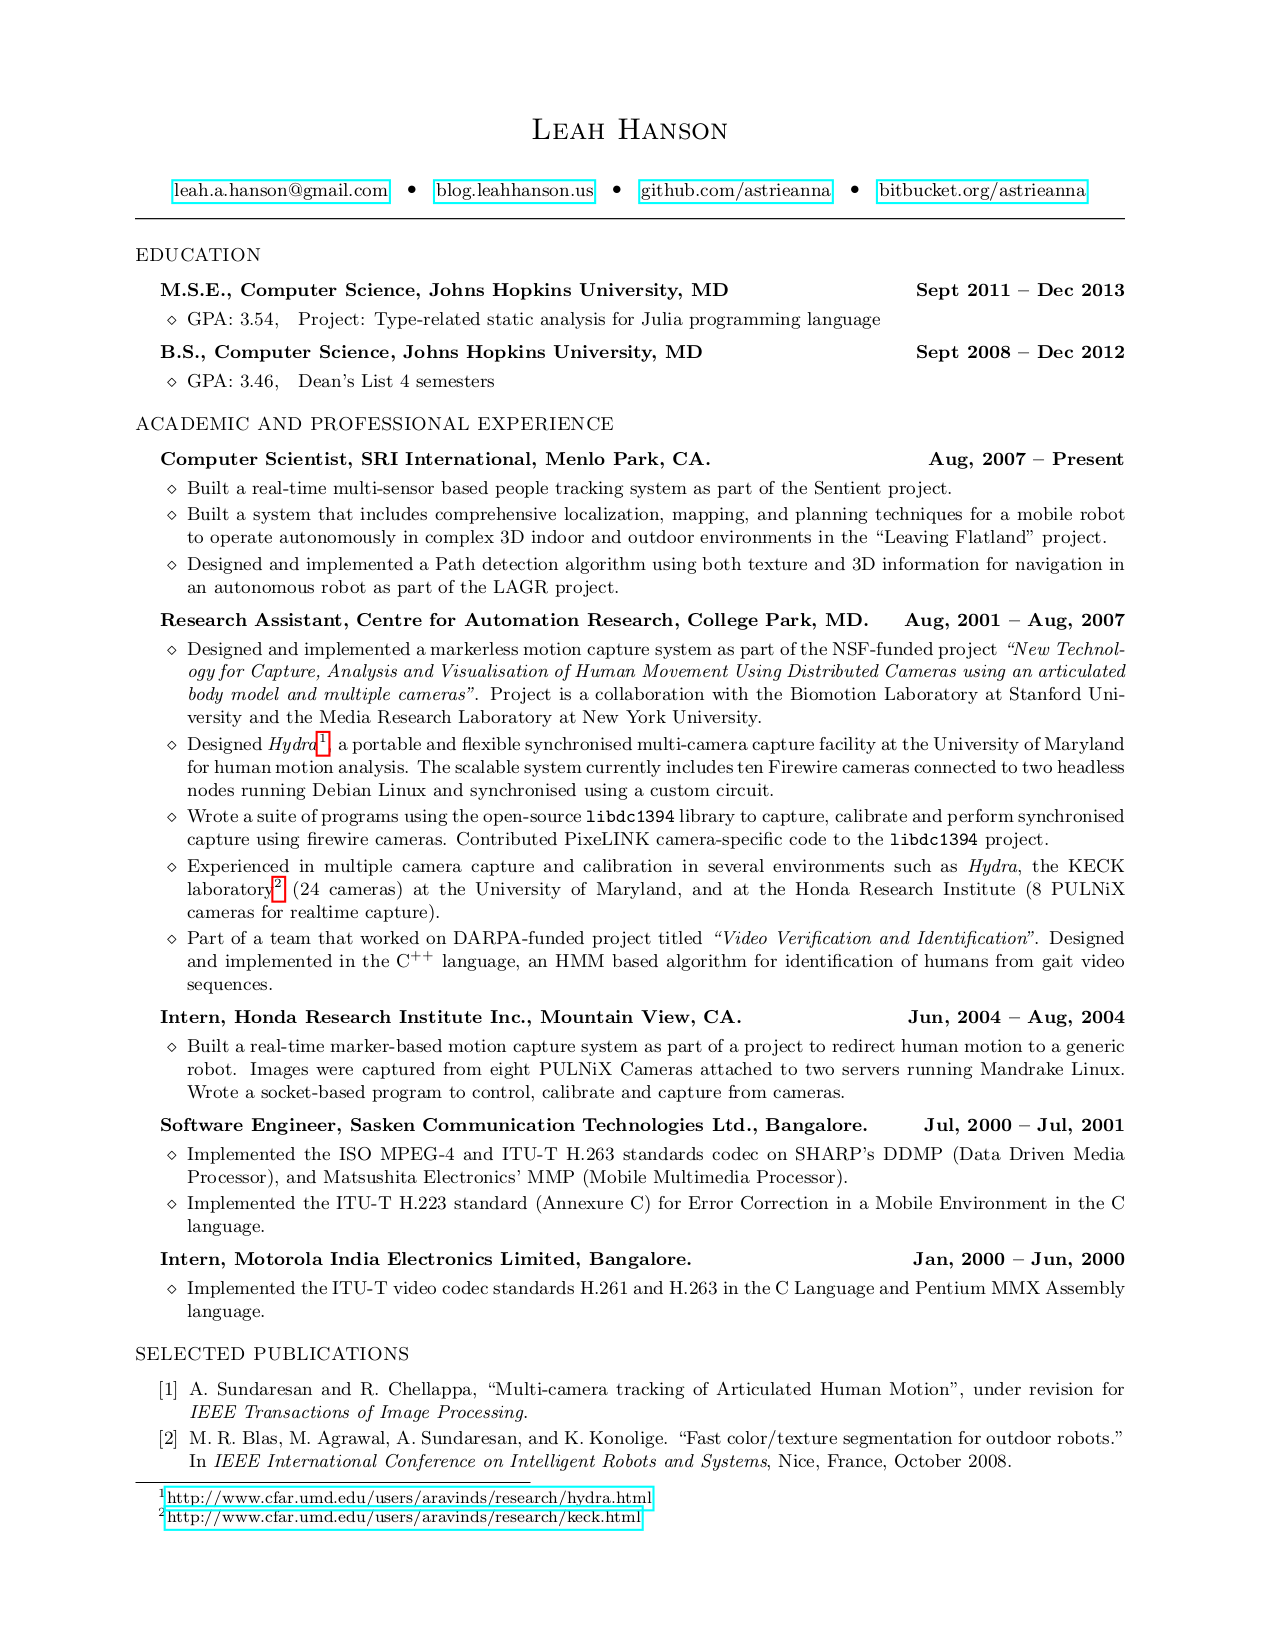 Leah Hanson
leah.a.hanson@gmail.com • blog.leahhanson.us • github.com/astrieanna • bitbucket.org/astrieanna
EDUCATION
M.S.E., Computer Science, Johns Hopkins University, MD Sept 2011 – Dec 2013
⋄ GPA: 3.54, Project: Type-related static analysis for Julia programming language
B.S., Computer Science, Johns Hopkins University, MD Sept 2008 – Dec 2012
⋄ GPA: 3.46, Dean's List 4 semesters
ACADEMIC AND PROFESSIONAL EXPERIENCE
Computer Scientist, SRI International, Menlo Park, CA. Aug, 2007 – Present
⋄ Built a real-time multi-sensor based people tracking system as part of the Sentient project.
⋄ Built a system that includes comprehensive localization, mapping, and planning techniques for a mobile robot
to operate autonomously in complex 3D indoor and outdoor environments in the “Leaving Flatland” project.
⋄ Designed and implemented a Path detection algorithm using both texture and 3D information for navigation in
an autonomous robot as part of the LAGR project.
Research Assistant, Centre for Automation Research, College Park, MD. Aug, 2001 – Aug, 2007
⋄ Designed and implemented a markerless motion capture system as part of the NSF-funded project “New Technol-
ogy for Capture, Analysis and Visualisation of Human Movement Using Distributed Cameras using an articulated
body model and multiple cameras”. Project is a collaboration with the Biomotion Laboratory at Stanford Uni-
versity and the Media Research Laboratory at New York University.
⋄ Designed Hydra1, a portable and flexible synchronised multi-camera capture facility at the University of Maryland
for human motion analysis. The scalable system currently includes ten Firewire cameras connected to two headless
nodes running Debian Linux and synchronised using a custom circuit.
⋄ Wrote a suite of programs using the open-source libdc1394 library to capture, calibrate and perform synchronised
capture using firewire cameras. Contributed PixeLINK camera-specific code to the libdc1394 project.
⋄ Experienced in multiple camera capture and calibration in several environments such as Hydra, the KECK
laboratory2 (24 cameras) at the University of Maryland, and at the Honda Research Institute (8 PULNiX
cameras for realtime capture).
⋄ Part of a team that worked on DARPA-funded project titled “Video Verification and Identification”. Designed
and implemented in the C++ language, an HMM based algorithm for identification of humans from gait video
sequences.
Intern, Honda Research Institute Inc., Mountain View, CA. Jun, 2004 – Aug, 2004
⋄ Built a real-time marker-based motion capture system as part of a project to redirect human motion to a generic
robot. Images were captured from eight PULNiX Cameras attached to two servers running Mandrake Linux.
Wrote a socket-based program to control, calibrate and capture from cameras.
Software Engineer, Sasken Communication Technologies Ltd., Bangalore. Jul, 2000 – Jul, 2001
⋄ Implemented the ISO MPEG-4 and ITU-T H.263 standards codec on SHARP's DDMP (Data Driven Media
Processor), and Matsushita Electronics' MMP (Mobile Multimedia Processor).
⋄ Implemented the ITU-T H.223 standard (Annexure C) for Error Correction in a Mobile Environment in the C
language.
Intern, Motorola India Electronics Limited, Bangalore. Jan, 2000 – Jun, 2000
⋄ Implemented the ITU-T video codec standards H.261 and H.263 in the C Language and Pentium MMX Assembly
language.
SELECTED PUBLICATIONS
[1] A. Sundaresan and R. Chellappa, “Multi-camera tracking of Articulated Human Motion”, under revision for
IEEE Transactions of Image Processing.
[2] M. R. Blas, M. Agrawal, A. Sundaresan, and K. Konolige. “Fast color/texture segmentation for outdoor robots.”
In IEEE International Conference on Intelligent Robots and Systems, Nice, France, October 2008.
1http://www.cfar.umd.edu/users/aravinds/research/hydra.html
2http://www.cfar.umd.edu/users/aravinds/research/keck.html